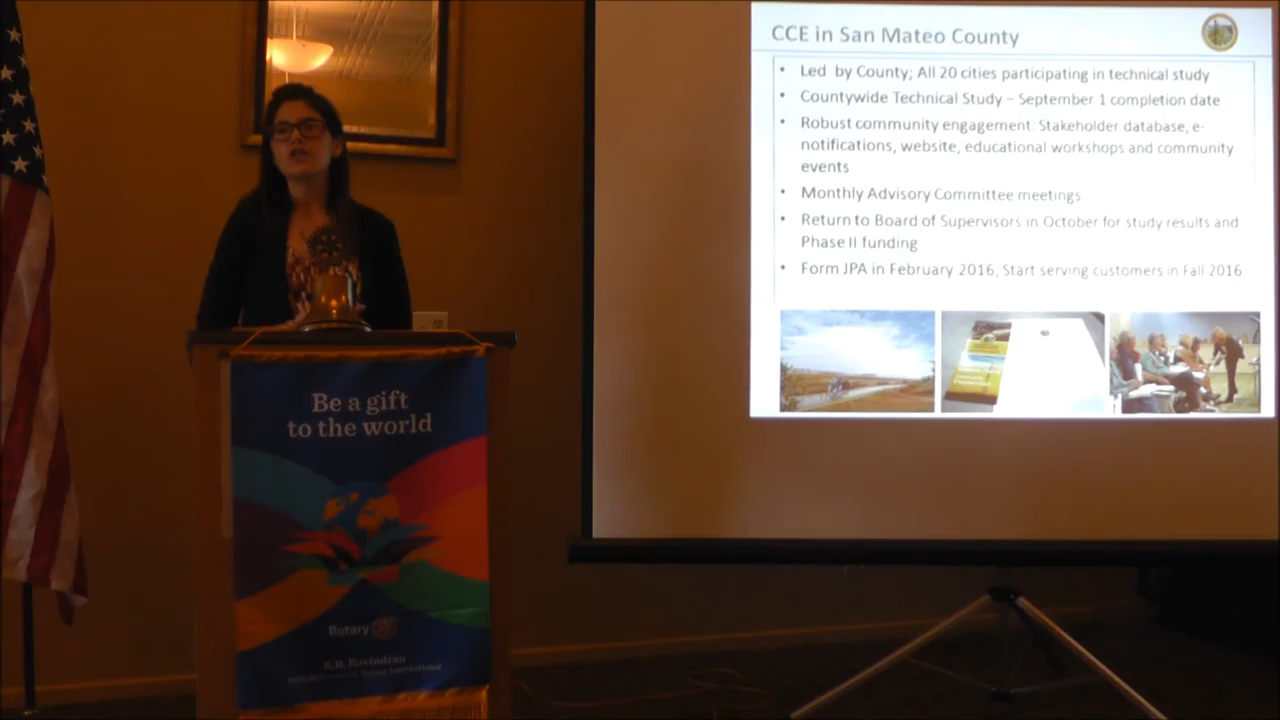 CCE in San Mateo County
• Led by County; All 20 cities participating in technical study
• Countywide Technical Study – September 1 completion date
• Robust community engagement: Stakeholder database, e-
notifications, website, educational workshops and community
events
• Monthly Advisory Committee meetings
• Return to Board of Supervisors in October for study results and
Phase II funding
• Form JPA in February 2016, Start serving customers in Fall 2016
Be a gift
to the world
Rotary
K.R. Ravindran
Rotary International